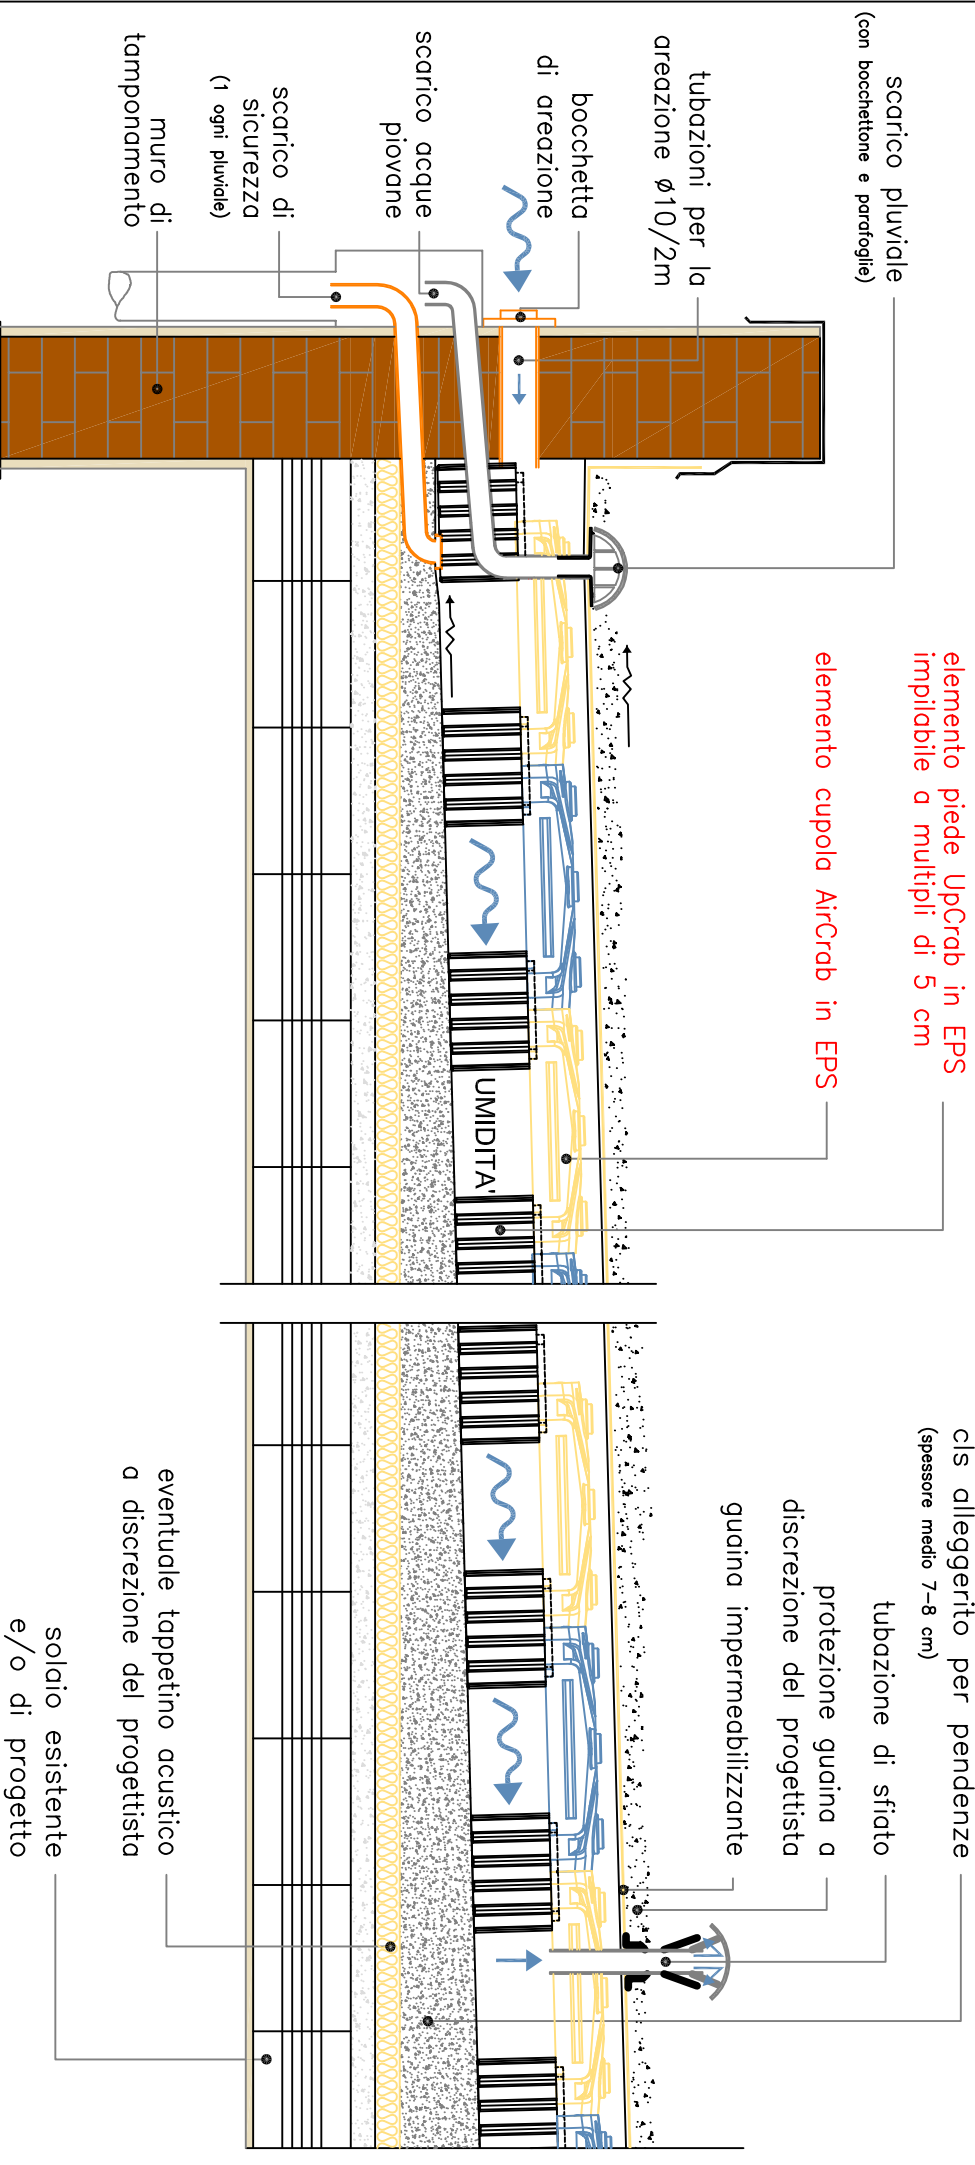 scarico pluviale
(con bocchettone e parafoglie)
tubazioni per la
areazione ø10/2m
bocchetta
di areazione
scarico acque
piovane
scarico di
sicurezza
(1 ogni pluviale)
muro di
tamponamento
elemento piede UpCrab in EPS
impilabile a multipli di 5 cm
elemento cupola AirCrab in EPS
UMIDITA'
cls alleggerito per pendenze
(spessore medio 7-8 cm)
tubazione di sfiato
protezione guaina a
discrezione del progettista
guaina impermeabilizzante
eventuale tappetino acustico
a discrezione del progettista
solaio esistente
e/o di progetto